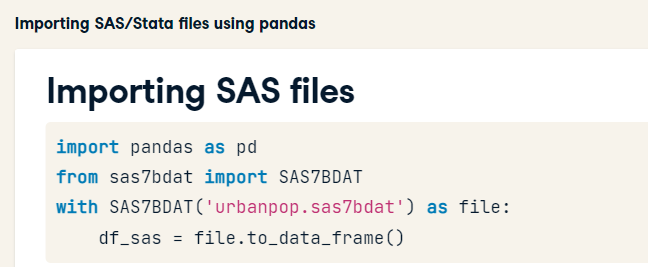 Importing SAS/Stata files using pandas
Importing SAS files
import pandas as pd
from sas7bdat import SAS7BDAT
with SAS7BDAT('urbanpop.sas7bdat') as file:
    df_sas = file.to_data_frame()